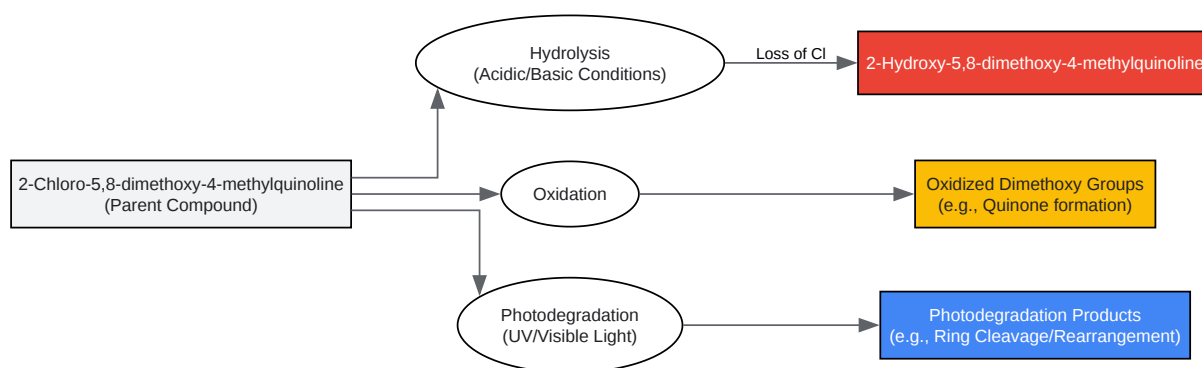 Hydrolysis
(Acidic/Basic Conditions)
Loss of Cl
2-Hydroxy-5,8-dimethoxy-4-methylquinoline
2-Chloro-5,8-dimethoxy-4-methylquinoline
(Parent Compound)
Oxidation
Oxidized Dimethoxy Groups
(e.g., Quinone formation)
Photodegradation
(UV/Visible Light)
Photodegradation Products
(e.g., Ring Cleavage/Rearrangement)